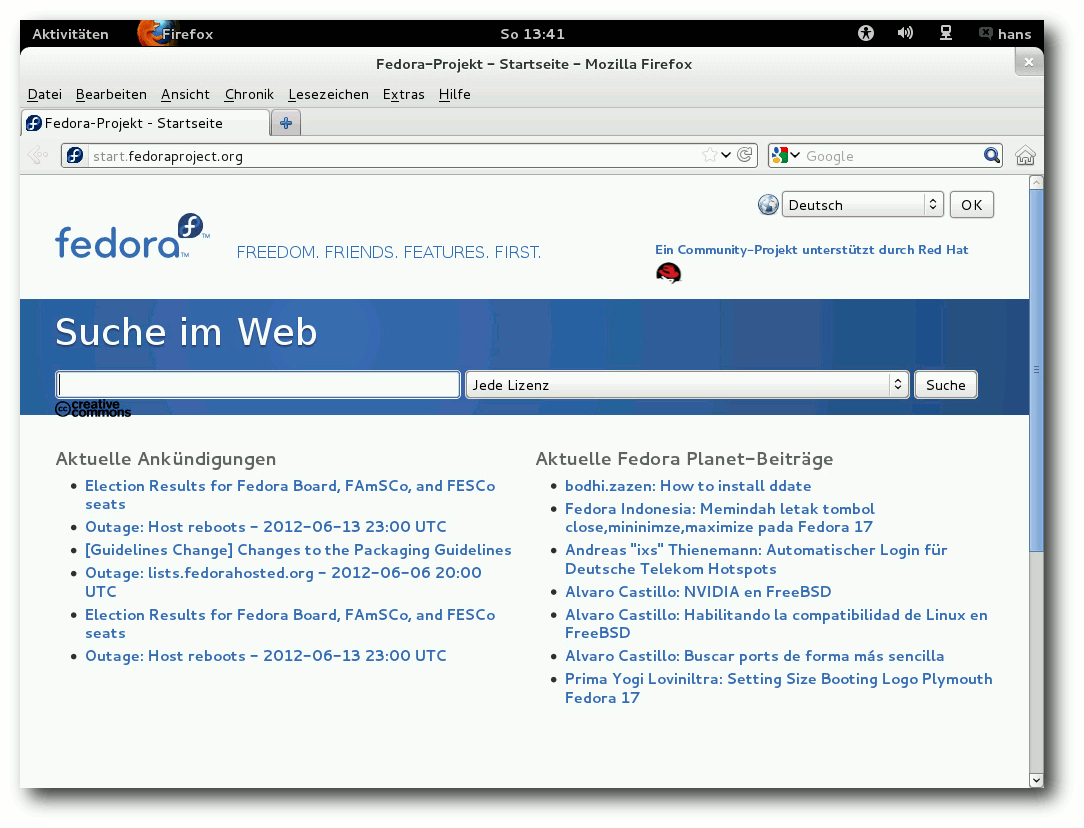 Aktivitäten Firefox So 13:41 hans
Fedora-Projekt - Startseite - Mozilla Firefox
Datei Bearbeiten Ansicht Chronik Lesezeichen Extras Hilfe
Fedora-Projekt - Startseite
start.fedoraproject.org Google
Deutsch OK
fedora™ ™
FREEDOM. FRIENDS. FEATURES. FIRST.
Ein Community-Projekt unterstützt durch Red Hat
Suche im Web
Jede Lizenz Suche
cc creative
commons
Aktuelle Ankündigungen
Election Results for Fedora Board, FAmSCo, and FESCo
seats
Outage: Host reboots - 2012-06-13 23:00 UTC
[Guidelines Change] Changes to the Packaging Guidelines
Outage: lists.fedorahosted.org - 2012-06-06 20:00
UTC
Election Results for Fedora Board, FAmSCo, and FESCo
seats
Outage: Host reboots - 2012-06-13 23:00 UTC
Aktuelle Fedora Planet-Beiträge
bodhi.zazen: How to install ddate
Fedora Indonesia: Memindah letak tombol
close,mininimze,maximize pada Fedora 17
Andreas "ixs" Thienemann: Automatischer Login für
Deutsche Telekom Hotspots
Alvaro Castillo: NVIDIA en FreeBSD
Alvaro Castillo: Habilitando la compatibilidad de Linux en
FreeBSD
Alvaro Castillo: Buscar ports de forma más sencilla
Prima Yogi Loviniltra: Setting Size Booting Logo Plymouth
Fedora 17